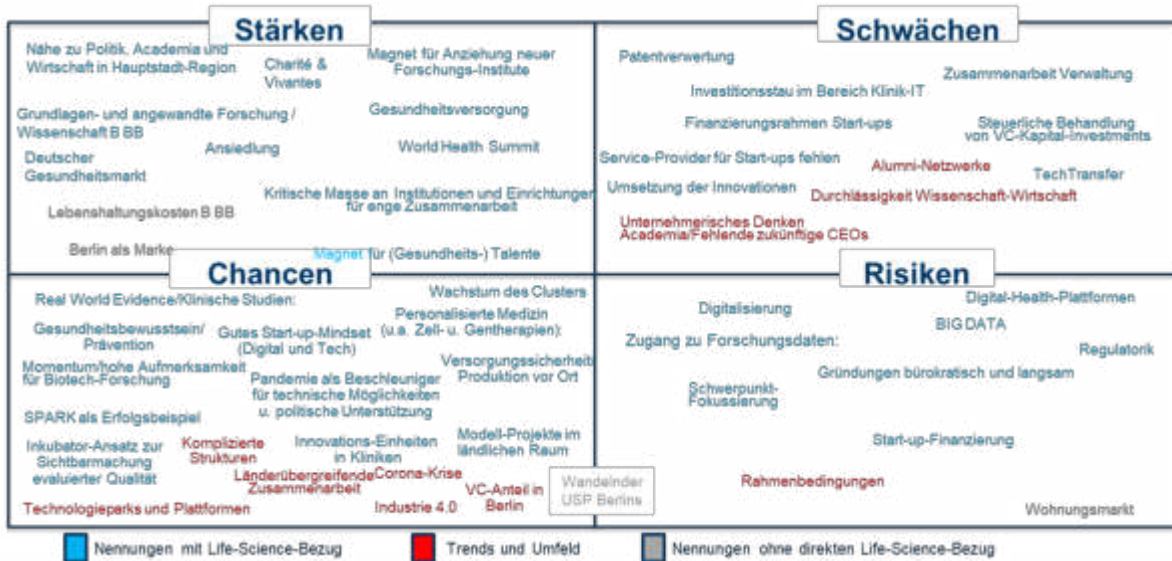 Stärken
Nähe zu Politik, Academia und
Wirtschaft in Hauptstadt-Region
Charité &
Vivantes
Magnet für Anziehung neuer
Forschungs-Institute
Grundlagen- und angewandte Forschung /
Wissenschaft B BB
Gesundheitsversorgung
Ansiedlung
World Health Summit
Deutscher
Gesundheitsmarkt
Kritische Masse an Institutionen und Einrichtunger
für enge Zusammenarbeit
Lebenshaltungskosten B BB
Berlin als Marke
Magnet für (Gesundheits-) Talente
Schwächen
Patentverwertung
Zusammenarbeit Verwaltung
Investitionsstau im Bereich Klinik-IT
Finanzierungsrahmen Start-ups
Steuerliche Behandlung
von VC-Kapital-Investments
Service-Provider für Start-ups fehlen
Alumni-Netzwerke
TechTransfer
Umsetzung der Innovationen
Durchlässigkeit Wissenschaft-Wirtschaft
Unternehmerisches Denken
Academia/Fehlende zukünftige CEOs
Chancen
Real World Evidence/Klinische Studien:
Wachstum des Clusters
Gesundheitsbewusstsein/
Prävention
Gutes Start-up-Mindset
(Digital und Tech)
Personalisierte Medizin
(u.a. Zell- u. Gentherapien):
Momentum/hohe Aufmerksamkeit
für Biotech-Forschung
Pandemie als Beschleuniger
für technische Möglichkeiten
u. politische Unterstützung
Versorgungssicherheit/
Produktion vor Ort
SPARK als Erfolgsbeispiel
Inkubator-Ansatz zur
Sichtbarmachung
evaluierter Qualität
Komplizierte
Strukturen
Innovations-Einheiten
in Kliniken
Modell-Projekte im
ländlichen Raum
Länderübergreifende
Zusammenarbeit
Corona-Krise
Technologieparks und Plattformen
Industrie 4.0
VC-Anteil in
Berlin
Wandelnder
USP Berlins
Risiken
Digitalisierung
Digital-Health-Plattformen
BIG DATA
Zugang zu Forschungsdaten:
Regulatorik
Gründungen bürokratisch und langsam
Schwerpunkt-
Fokussierung
Start-up-Finanzierung
Rahmenbedingungen
Wohnungsmarkt
Nennungen mit Life-Science-Bezug
Trends und Umfeld
Nennungen ohne direkten Life-Science-Bezug